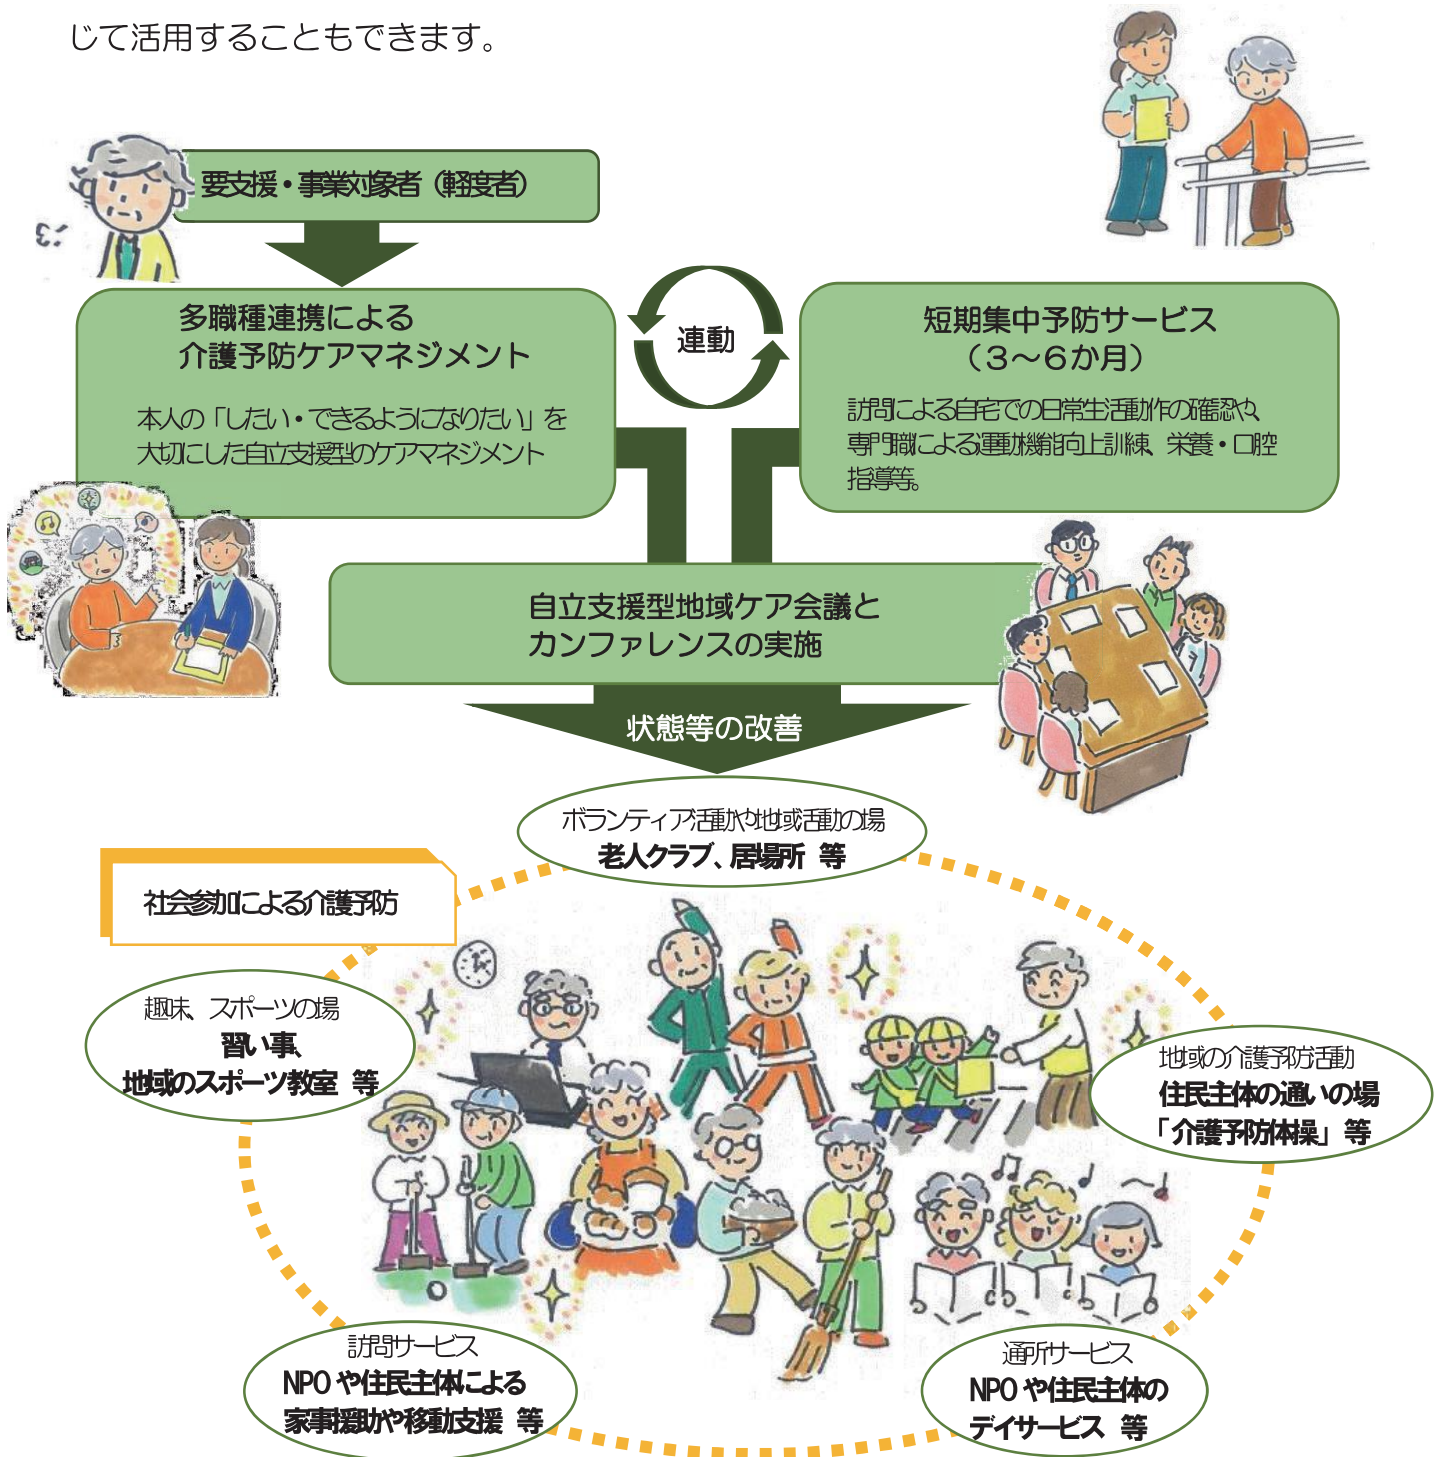 じて活用することもできます。
要支援・事業対象者（軽度者）
多職種連携による
介護予防ケアマネジメント
本人の「したい・できるようになりたい」を
大切にした自立支援型のケアマネジメント
連動
短期集中予防サービス
（３～６か月）
訪問による自宅での日常生活動作の確認や、
専門職による運動機能向上訓練、栄養・口腔
指導等。
自立支援型地域ケア会議と
カンファレンスの実施
状態等の改善
ボランティア活動や地域活動の場
老人クラブ、居場所 等
社会参加による介護予防
趣味、スポーツの場
習い事、
地域のスポーツ教室 等
地域の介護予防活動
住民主体の通いの場
「介護予防体操」等
訪問サービス
NPO や住民主体による
家事援助や移動支援 等
通所サービス
NPO や住民主体の
デイサービス 等